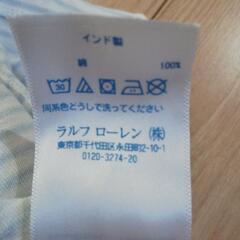 インド製
綿 100%
30
同系色どうしで洗ってください
ラルフ ローレン (株)
東京都千代田区永田町2-10-1
0120-3274-20